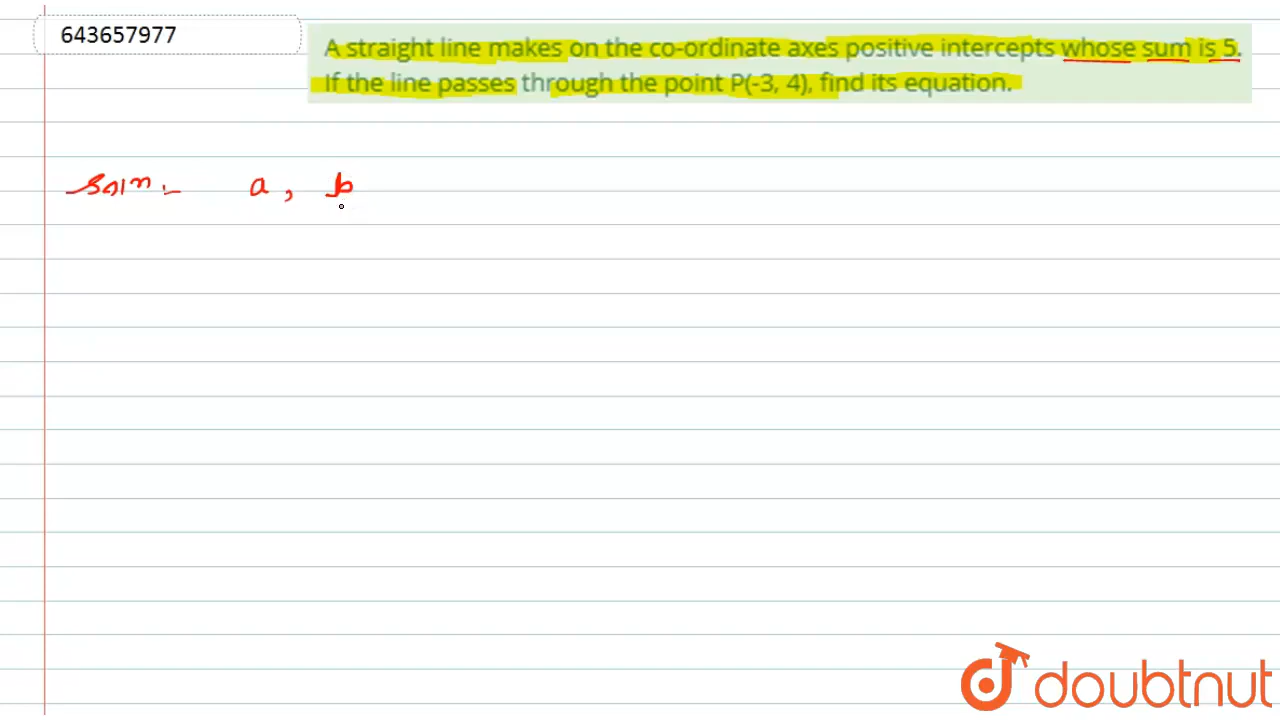 643657977
A straight line makes on the co-ordinate axes positive intercepts whose sum is 5.
If the line passes through the point P(-3, 4), find its equation.
Soln:- a, b
doubtnut